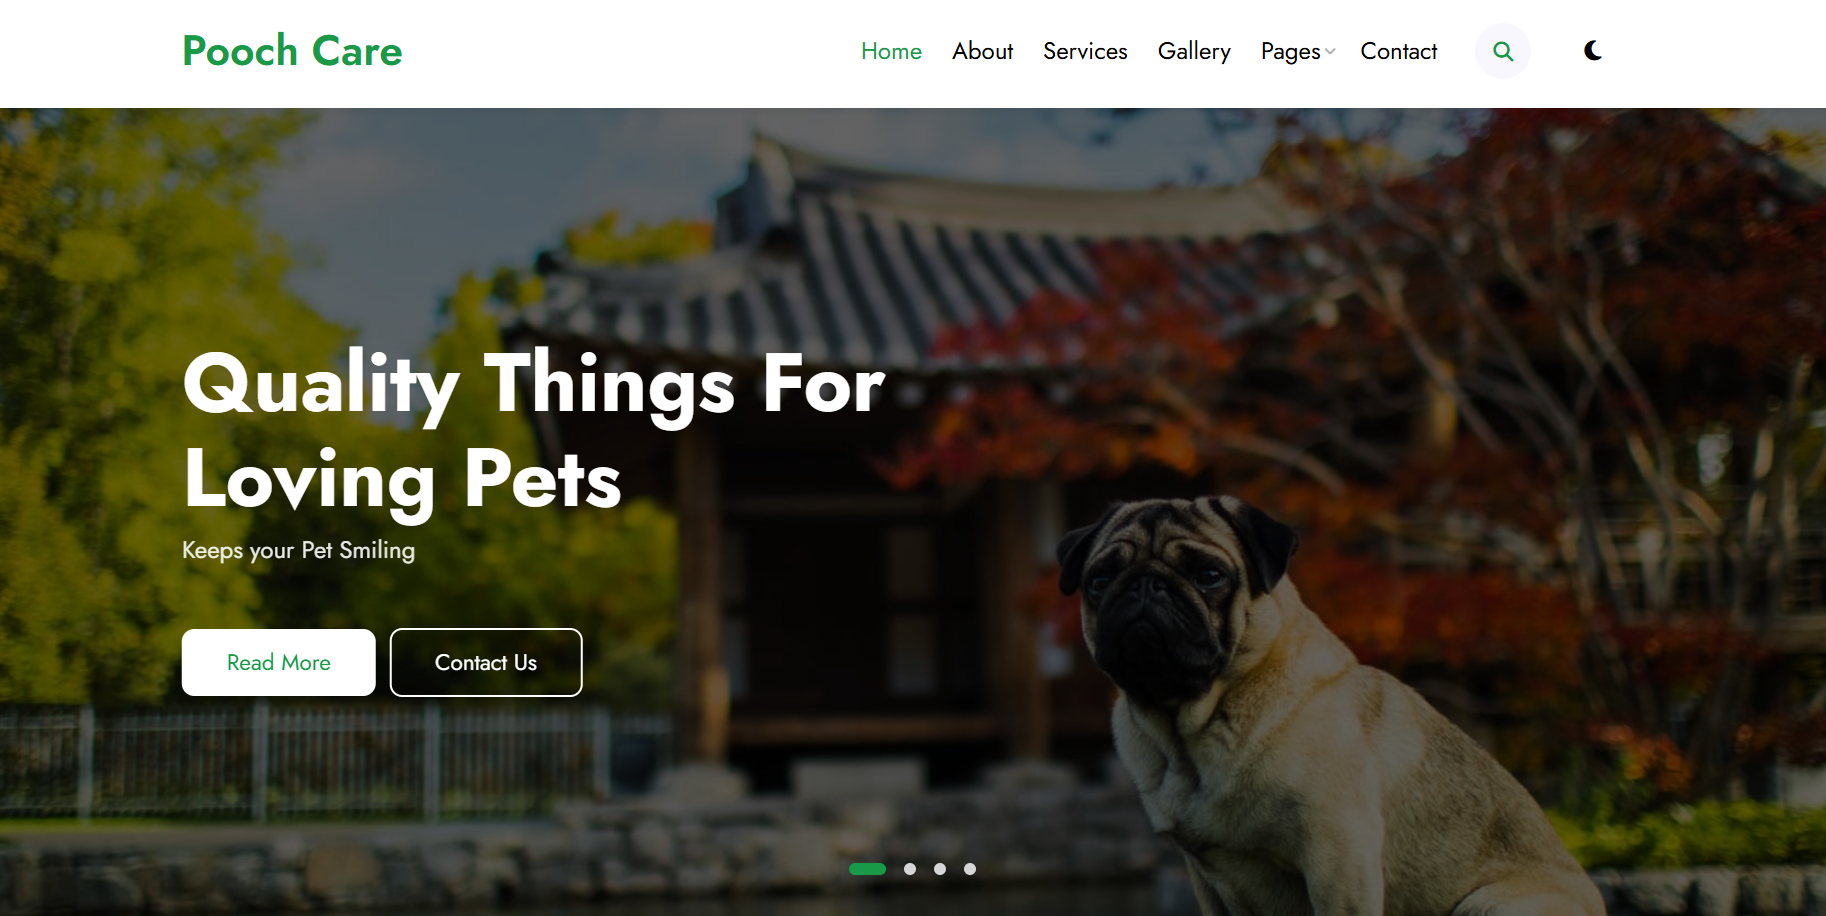 Pooch Care
Home About Services Gallery Pages Contact
Quality Things For
Loving Pets
Keeps your Pet Smiling
Read More Contact Us